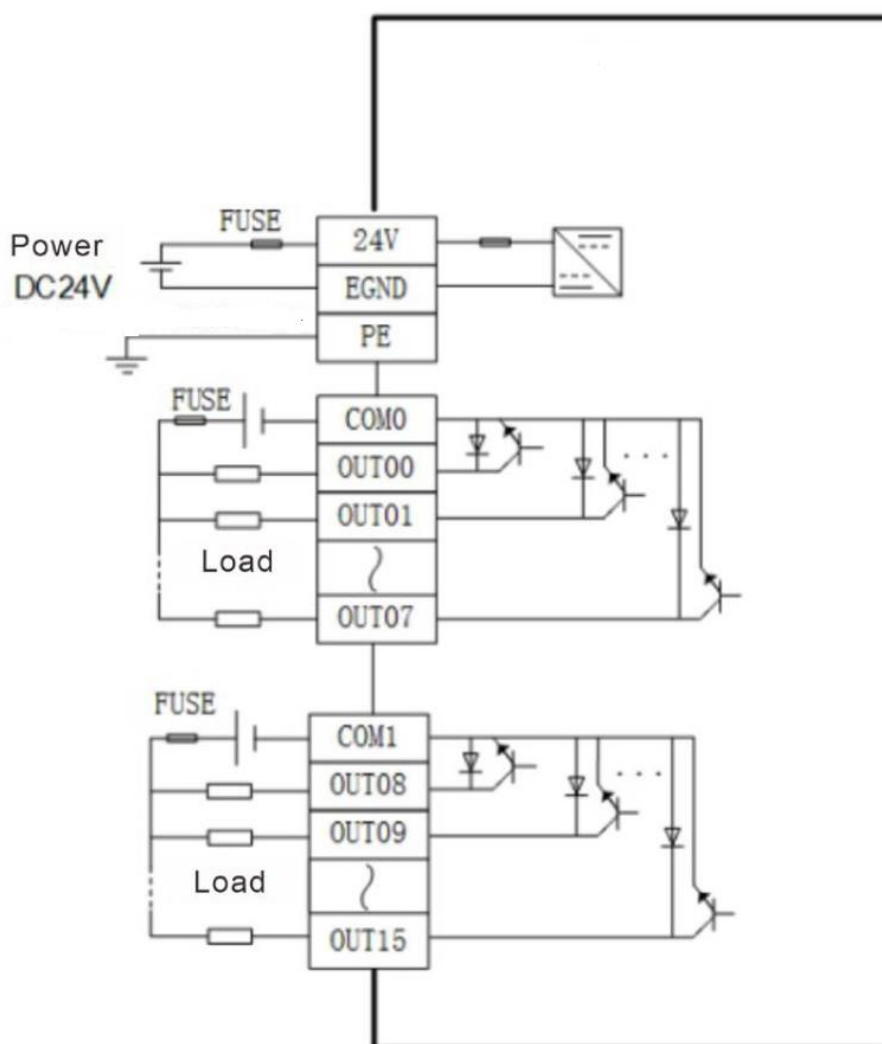 FUSE
24V
Power
DC24V
EGND
PE
FUSE
COM0
OUT00
OUT01
Load
OUT07
FUSE
COM1
OUT08
OUT09
Load
OUT15